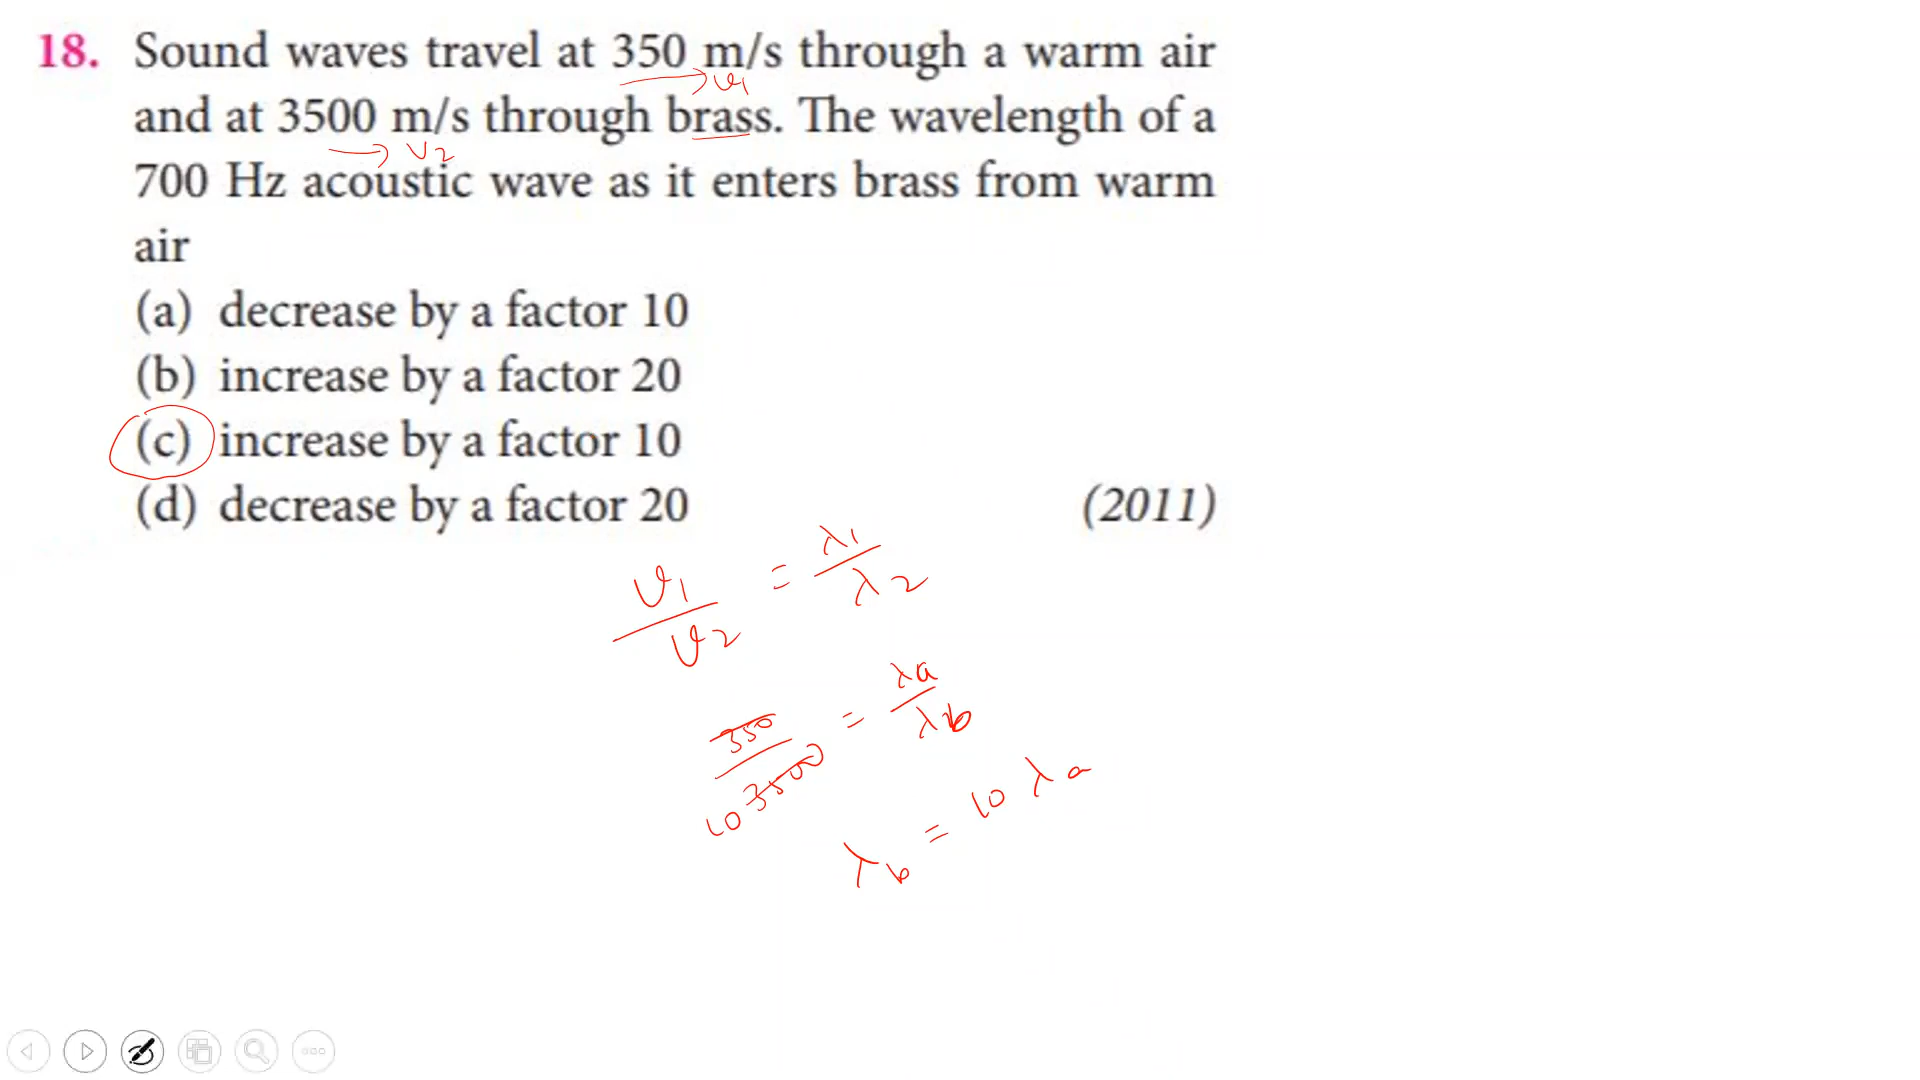 18. Sound waves travel at 350 m/s through a warm air
v1
and at 3500 m/s through brass. The wavelength of a
v2
700 Hz acoustic wave as it enters brass from warm
air
(a) decrease by a factor 10
(b) increase by a factor 20
(c) increase by a factor 10
(d) decrease by a factor 20 (2011)
v1/v2 = λ1/λ2
350/3500 = λa/λb
10
λb = 10 λa